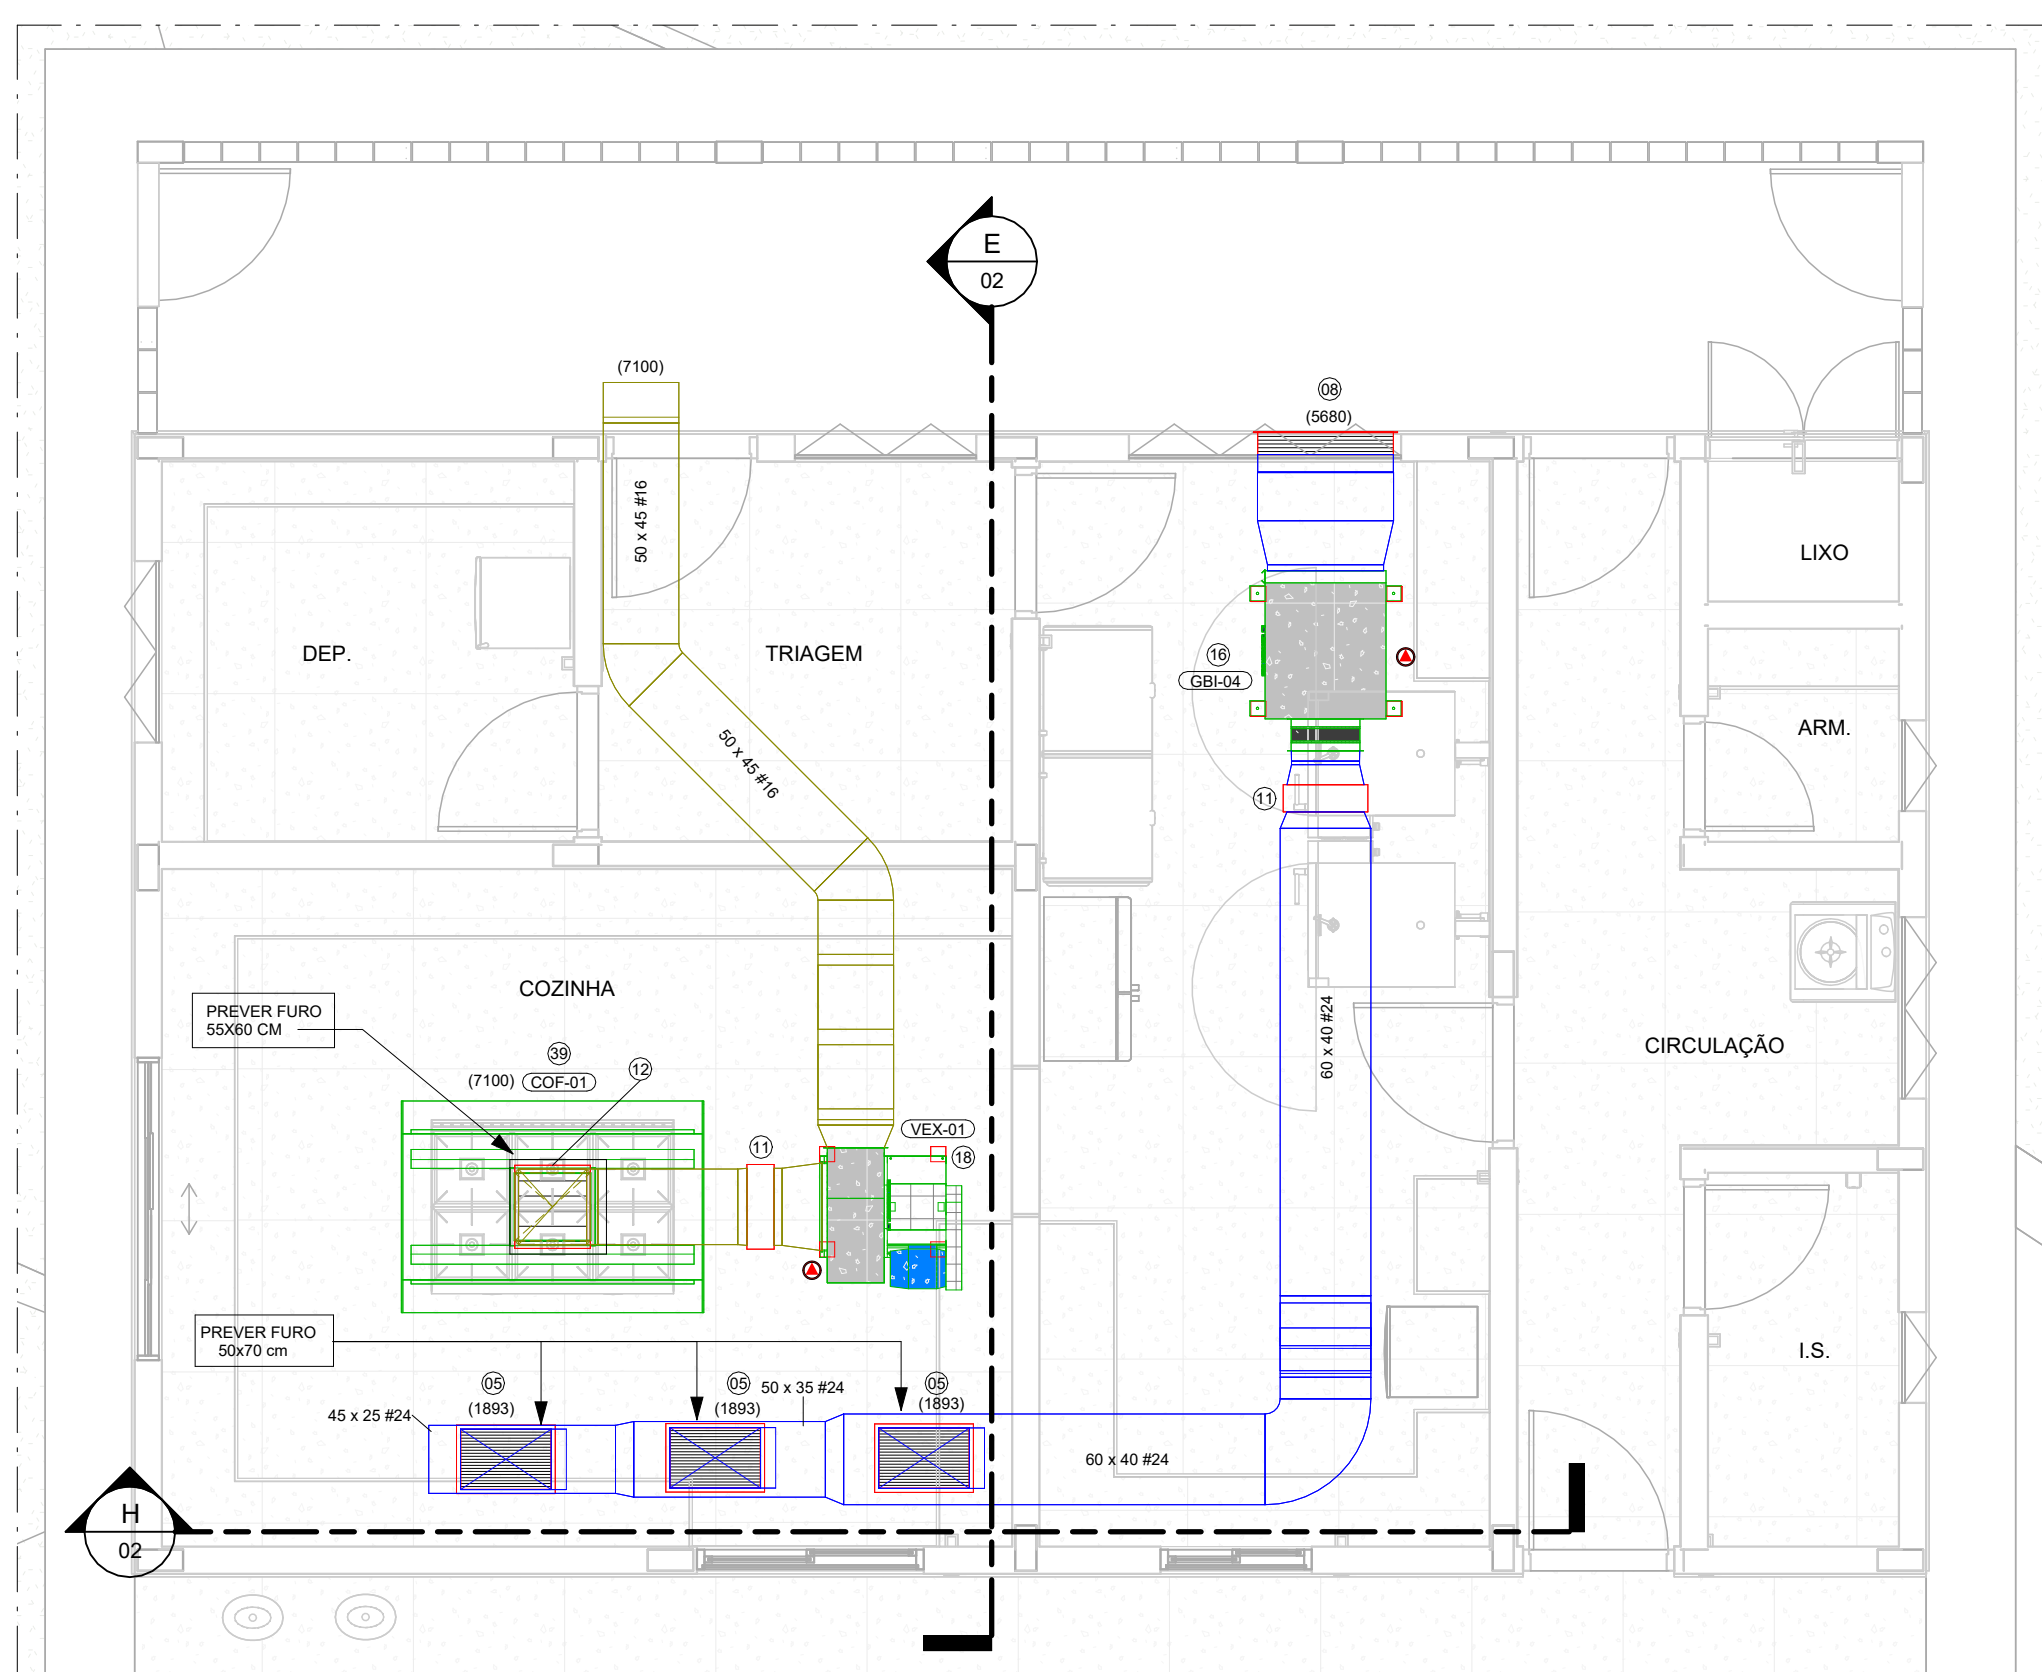 E
02
(7100)
08
(5680)
50 x 45 #16
LIXO
DEP.
TRIAGEM
16
GBI-04
ARM.
50 x 45 #16
11
COZINHA
PREVER FURO
55X60 CM
60 x 40 #24
CIRCULAÇÃO
39
12
(7100)
COF-01
VEX-01
11
18
PREVER FURO
50x70 cm
I.S.
05
05
50 x 35 #24
05
(1893)
(1893)
(1893)
45 x 25 #24
60 x 40 #24
H
02